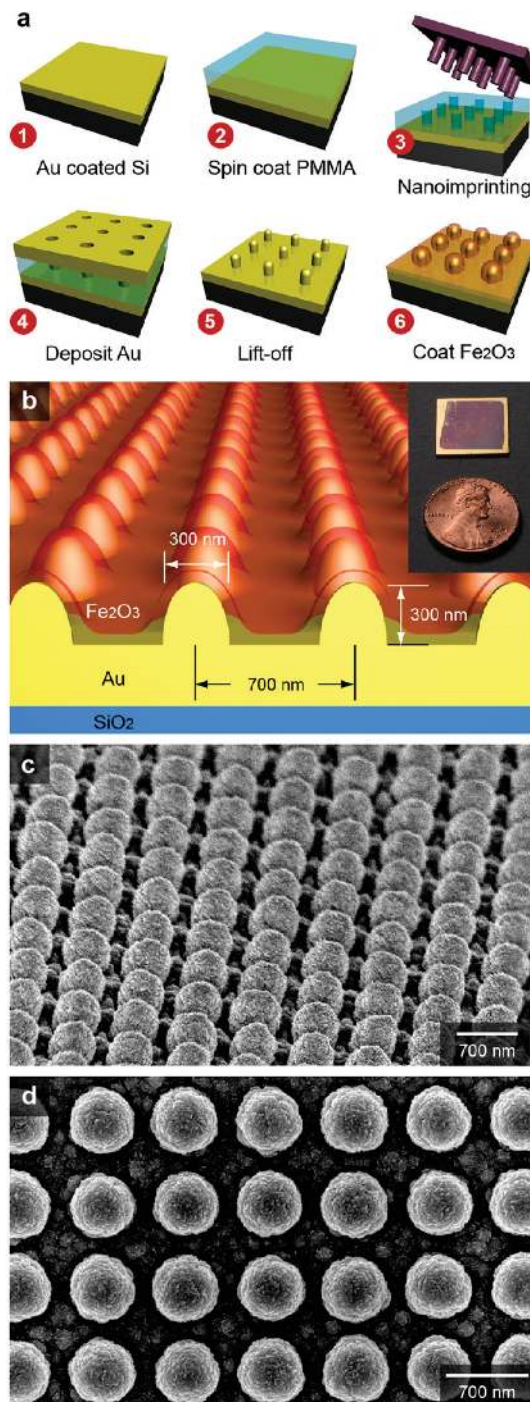 a
1
Au coated Si
2
Spin coat PMMA
3
Nanoimprinting
4
Deposit Au
5
Lift-off
6
Coat Fe2O3
b
300 nm
Fe2O3
300 nm
Au
700 nm
SiO2
c
700 nm
d
700 nm